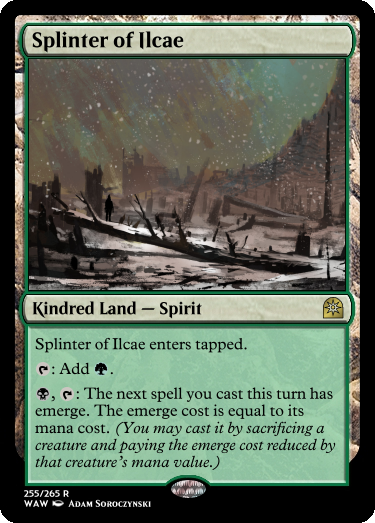 Splinter of Ilcae
Kindred Land — Spirit
Splinter of Ilcae enters tapped.
: Add .
, : The next spell you cast this turn has
emerge. The emerge cost is equal to its
mana cost. (You may cast it by sacrificing a
creature and paying the emerge cost reduced by
that creature's mana value.)
255/265 R
WAW Adam Soroczynski